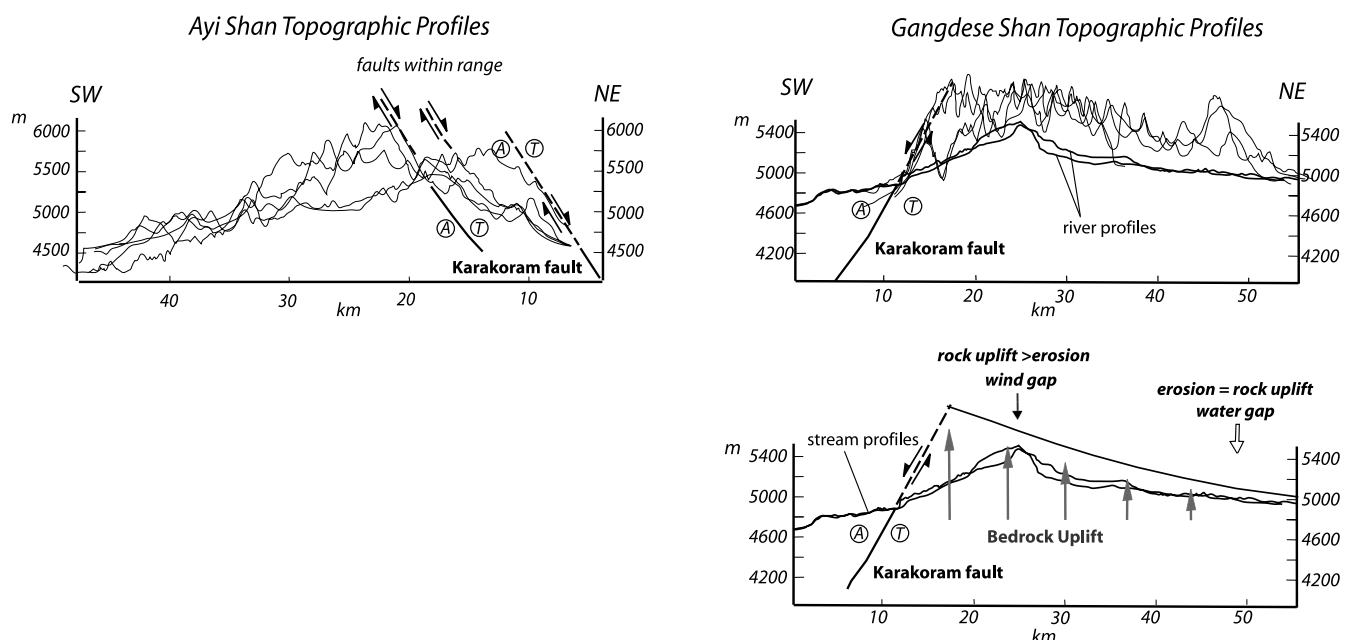 Ayi Shan Topographic Profiles
faults within range
SW
NE
m
6000
5500
5000
4500
6000
5500
5000
4500
A
T
A
T
Karakoram fault
40
30
20
10
km
Gangdese Shan Topographic Profiles
SW
NE
m
5400
5000
4600
4200
5400
5000
4600
4200
A
T
river profiles
Karakoram fault
10
20
30
40
50
km
rock uplift >erosion
wind gap
erosion = rock uplift
water gap
m
stream profiles
5400
5000
4600
4200
5400
5000
4600
4200
A
T
Bedrock Uplift
Karakoram fault
10
20
30
40
50
km